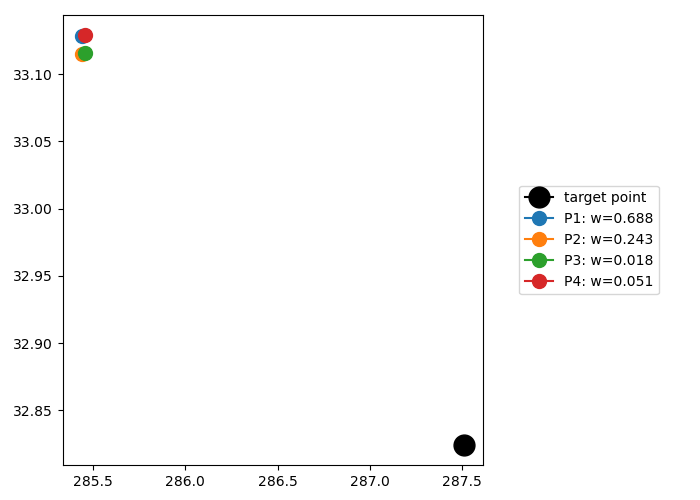 33.10
33.05
33.00
32.95
32.90
32.85
285.5 286.0 286.5 287.0 287.5
target point
P1: w=0.688
P2: w=0.243
P3: w=0.018
P4: w=0.051